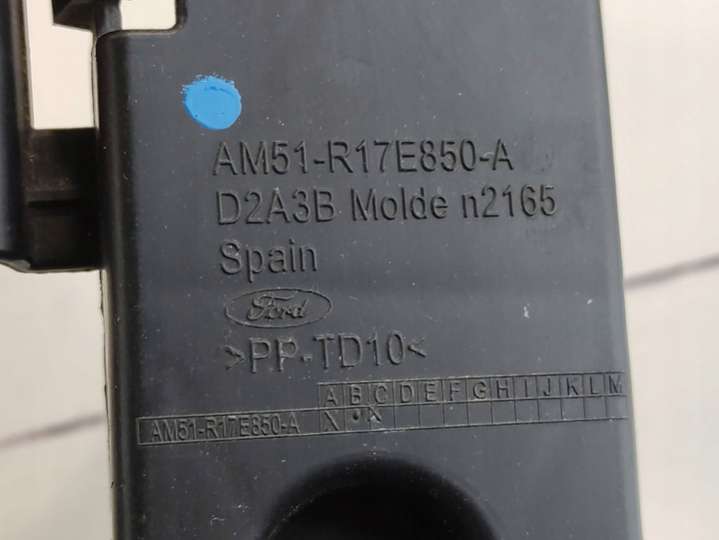 AM51-R17E850-A
D2A3B Molde n2165
Spain
Ford
>PP-TD10<
A B C D E F G H I J K L M
AM51-R17E850-A X • X